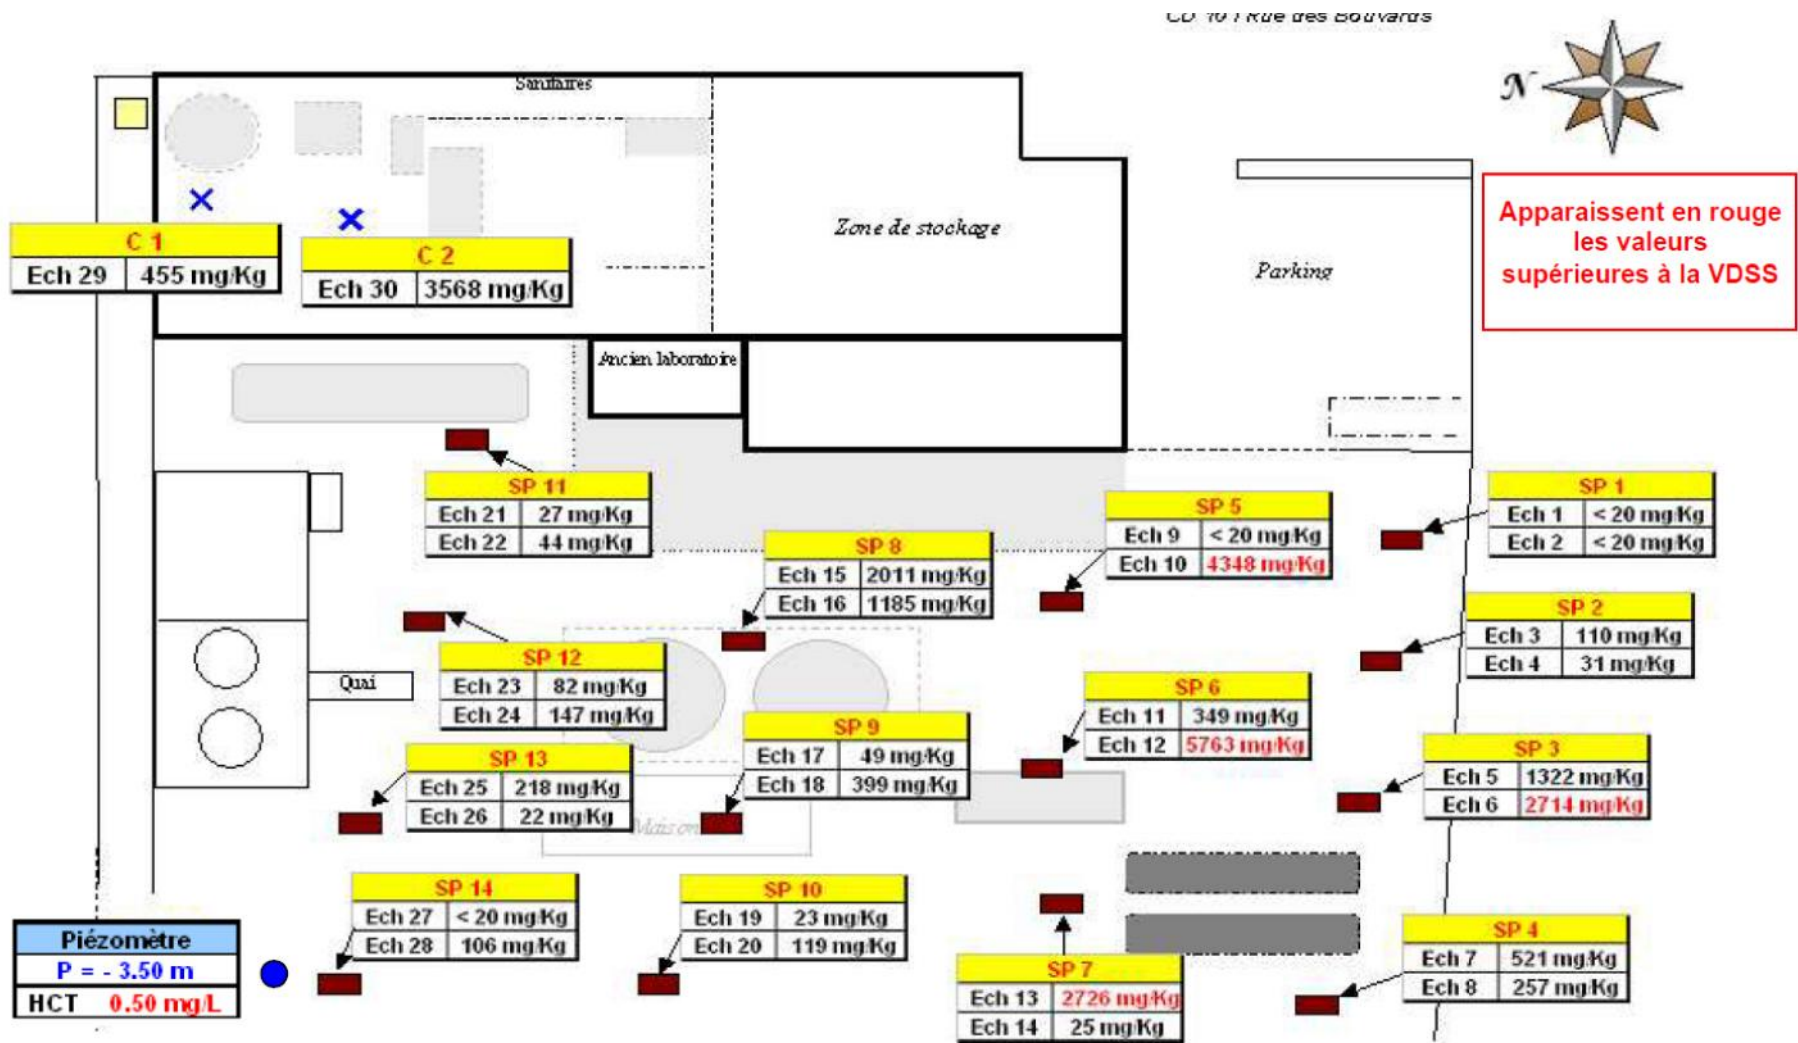 CD 10 / Rue des Bouvards
N
Sanitaires
Apparaissent en rouge
les valeurs
supérieures à la VDSS
C 1
Ech 29 455 mg/Kg
C 2
Ech 30 3568 mg/Kg
Zone de stockage
Parking
Ancien laboratoire
SP 11
Ech 21 27 mg/Kg
Ech 22 44 mg/Kg
SP 8
Ech 15 2011 mg/Kg
Ech 16 1185 mg/Kg
SP 5
Ech 9 < 20 mg/Kg
Ech 10 4348 mg/Kg
SP 1
Ech 1 < 20 mg/Kg
Ech 2 < 20 mg/Kg
SP 2
Ech 3 110 mg/Kg
Ech 4 31 mg/Kg
Quai
SP 12
Ech 23 82 mg/Kg
Ech 24 147 mg/Kg
SP 9
Ech 17 49 mg/Kg
Ech 18 399 mg/Kg
SP 6
Ech 11 349 mg/Kg
Ech 12 5763 mg/Kg
SP 3
Ech 5 1322 mg/Kg
Ech 6 2714 mg/Kg
SP 13
Ech 25 218 mg/Kg
Ech 26 22 mg/Kg
Maison
SP 14
Ech 27 < 20 mg/Kg
Ech 28 106 mg/Kg
SP 10
Ech 19 23 mg/Kg
Ech 20 119 mg/Kg
SP 7
Ech 13 2726 mg/Kg
Ech 14 25 mg/Kg
SP 4
Ech 7 521 mg/Kg
Ech 8 257 mg/Kg
Piézomètre
P = - 3.50 m
HCT 0.50 mg/L